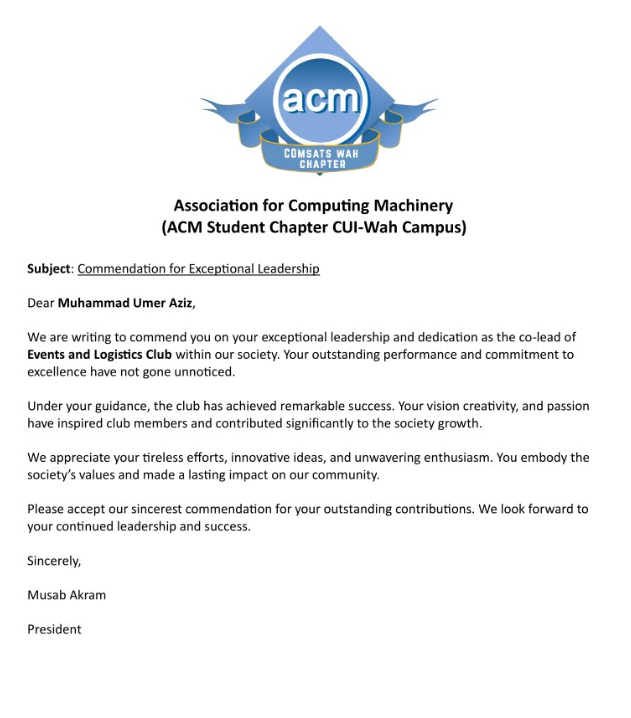 acm
COMSATS WAH
CHAPTER
Association for Computing Machinery
(ACM Student Chapter CUI-Wah Campus)
Subject: Commendation for Exceptional Leadership
Dear Muhammad Umer Aziz,
We are writing to commend you on your exceptional leadership and dedication as the co-lead of
Events and Logistics Club within our society. Your outstanding performance and commitment to
excellence have not gone unnoticed.
Under your guidance, the club has achieved remarkable success. Your vision creativity, and passion
have inspired club members and contributed significantly to the society growth.
We appreciate your tireless efforts, innovative ideas, and unwavering enthusiasm. You embody the
society’s values and made a lasting impact on our community.
Please accept our sincerest commendation for your outstanding contributions. We look forward to
your continued leadership and success.
Sincerely,
Musab Akram
President